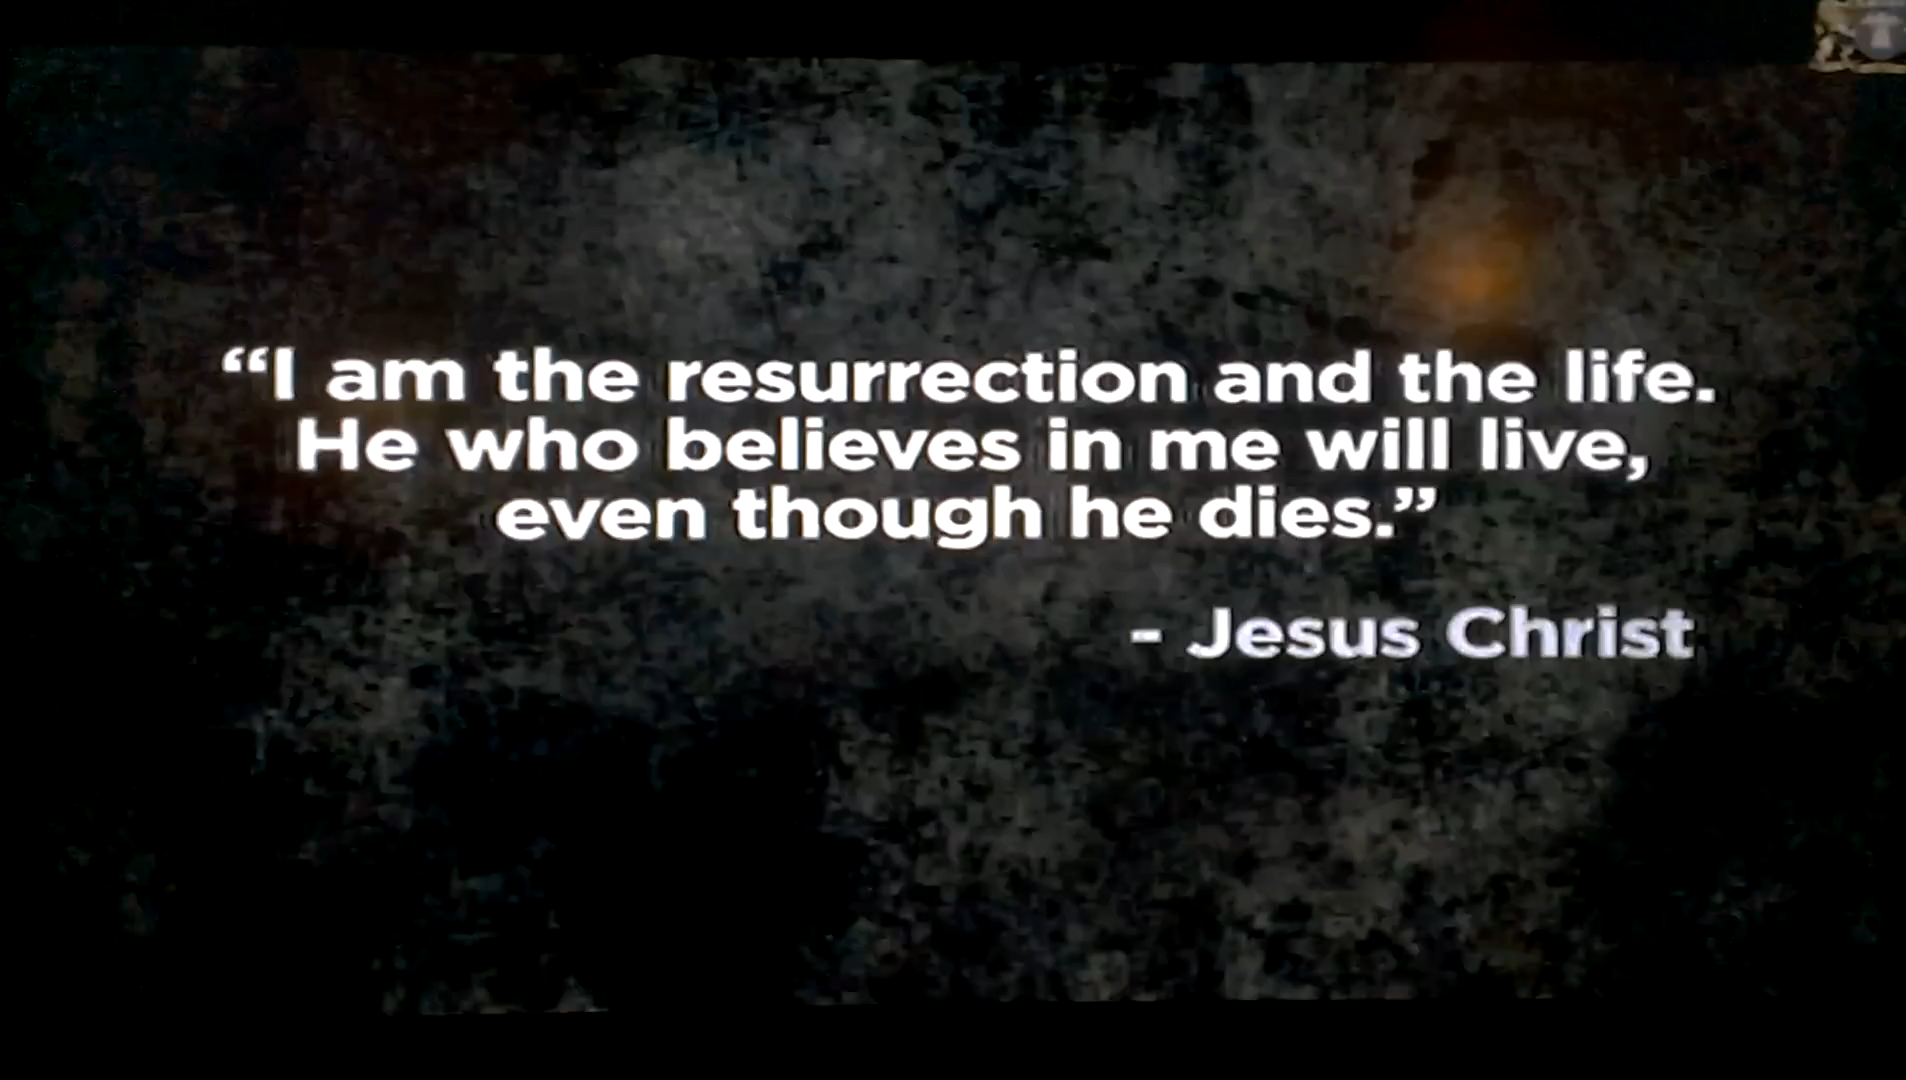 “I am the resurrection and the life.
He who believes in me will live,
even though he dies.”
- Jesus Christ